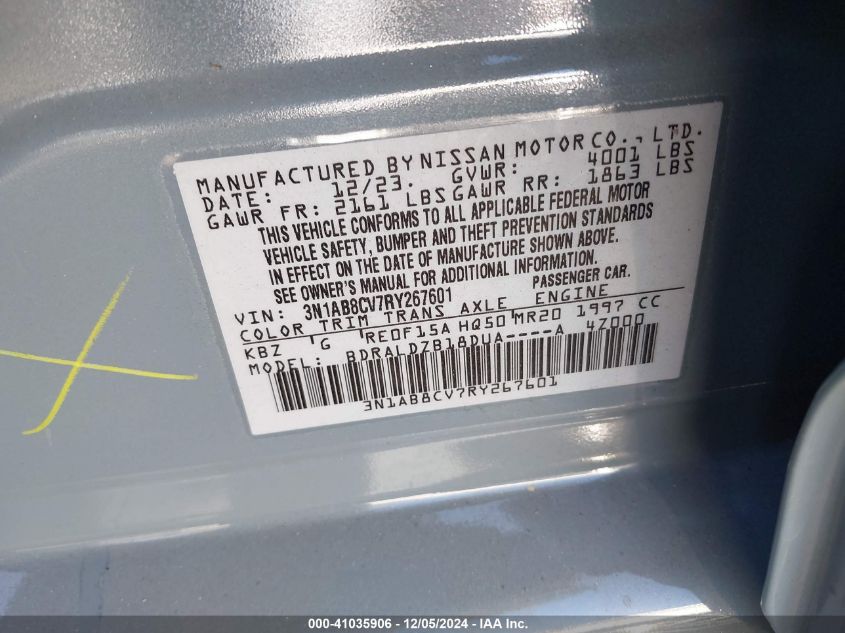 MANUFACTURED BY NISSAN MOTOR CO., LTD.
DATE: 12/23. GVWR: 4001 LBS
GAWR FR: 2161 LBS GAWR RR: 1863 LBS
THIS VEHICLE CONFORMS TO ALL APPLICABLE FEDERAL MOTOR
VEHICLE SAFETY, BUMPER AND THEFT PREVENTION STANDARDS
IN EFFECT ON THE DATE OF MANUFACTURE SHOWN ABOVE.
SEE OWNER'S MANUAL FOR ADDITIONAL INFORMATION.
VIN: 3N1AB8CV7RY267601 PASSENGER CAR.
COLOR TRIM TRANS AXLE ENGINE
KBZ G RE0F15A HQ50 MR20 1997 CC
MODEL: BDRALDZB18DUA----A 4Z000
3N1AB8CV7RY267601
000-41035906 - 12/05/2024 - IAA Inc.